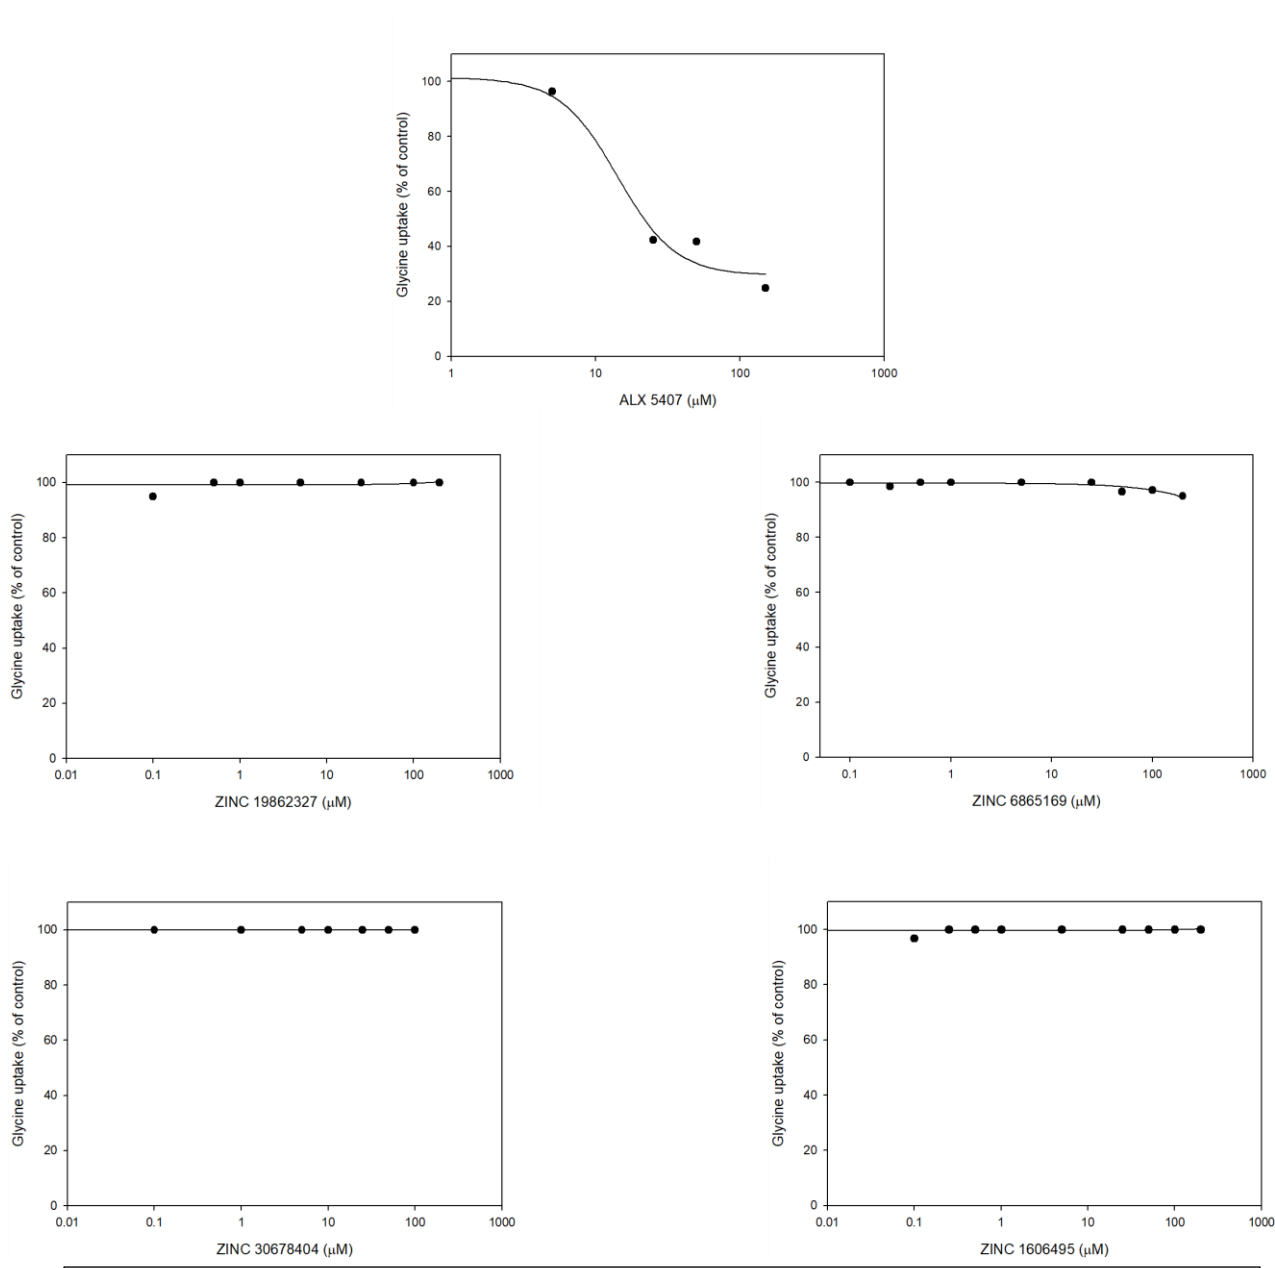 Glycine uptake (% of control)
100
80
60
40
20
0
1 10 100 1000
ALX 5407 (μM)
Glycine uptake (% of control)
100
80
60
40
20
0
0.01 0.1 1 10 100 1000
ZINC 19862327 (μM)
Glycine uptake (% of control)
100
80
60
40
20
0
0.1 1 10 100 1000
ZINC 6865169 (μM)
Glycine uptake (% of control)
100
80
60
40
20
0
0.01 0.1 1 10 100 1000
ZINC 30678404 (μM)
Glycine uptake (% of control)
100
80
60
40
20
0
0.01 0.1 1 10 100 1000
ZINC 1606495 (μM)